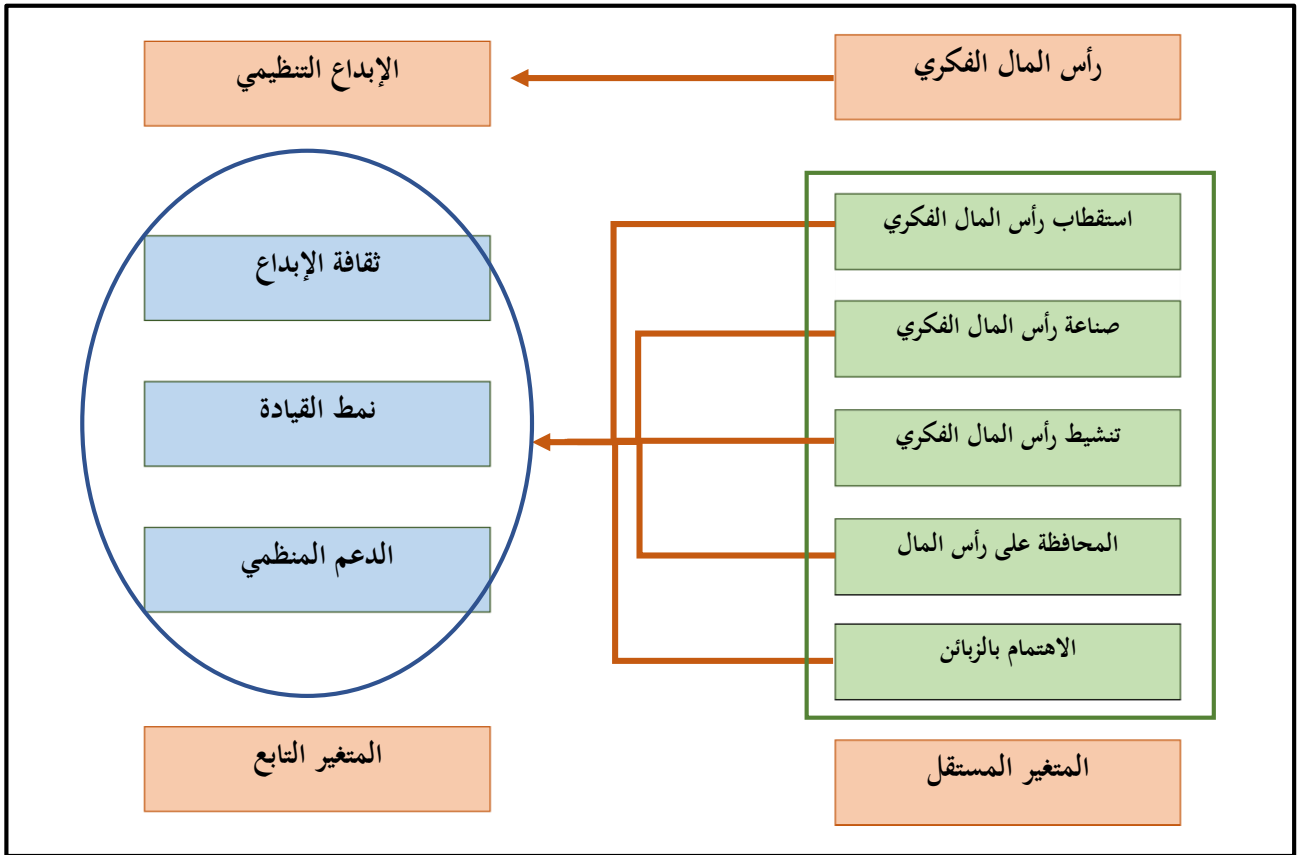 رأس المال الفكري
الإبداع التنظيمي
استقطاب رأس المال الفكري
صناعة رأس المال الفكري
تنشيط رأس المال الفكري
المحافظة على رأس المال
الاهتمام بالزبائن
ثقافة الإبداع
نمط القيادة
الدعم المنظمي
المتغير المستقل
المتغير التابع